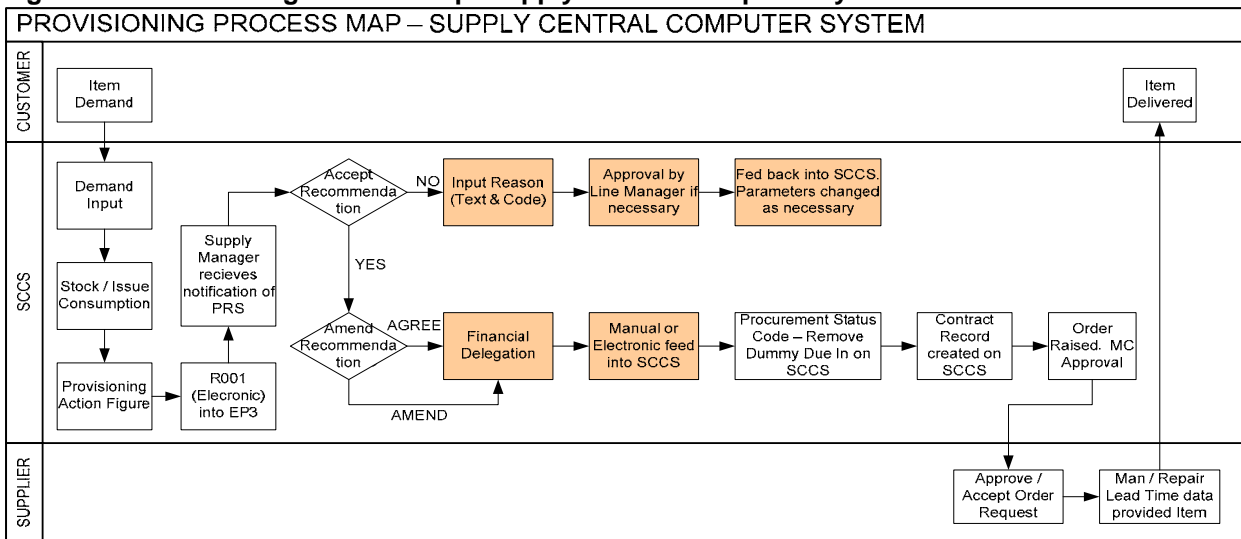 PROVISIONING PROCESS MAP – SUPPLY CENTRAL COMPUTER SYSTEM
CUSTOMER
Item
Demand
Item
Delivered
SCCS
Demand
Input
Stock / Issue
Consumption
Provisioning
Action Figure
R001
(Elecronic)
into EP3
Supply
Manager
recieves
notification of
PRS
Accept
Recommenda
tion
NO
Input Reason
(Text & Code)
Approval by
Line Manager if
necessary
Fed back into SCCS.
Parameters changed
as necessary
YES
Amend
Recommenda
tion
AGREE
AMEND
Financial
Delegation
Manual or
Electronic feed
into SCCS
Procurement Status
Code – Remove
Dummy Due In on
SCCS
Contract
Record
created on
SCCS
Order
Raised. MC
Approval
SUPPLIER
Approve /
Accept Order
Request
Man / Repair
Lead Time data
provided Item